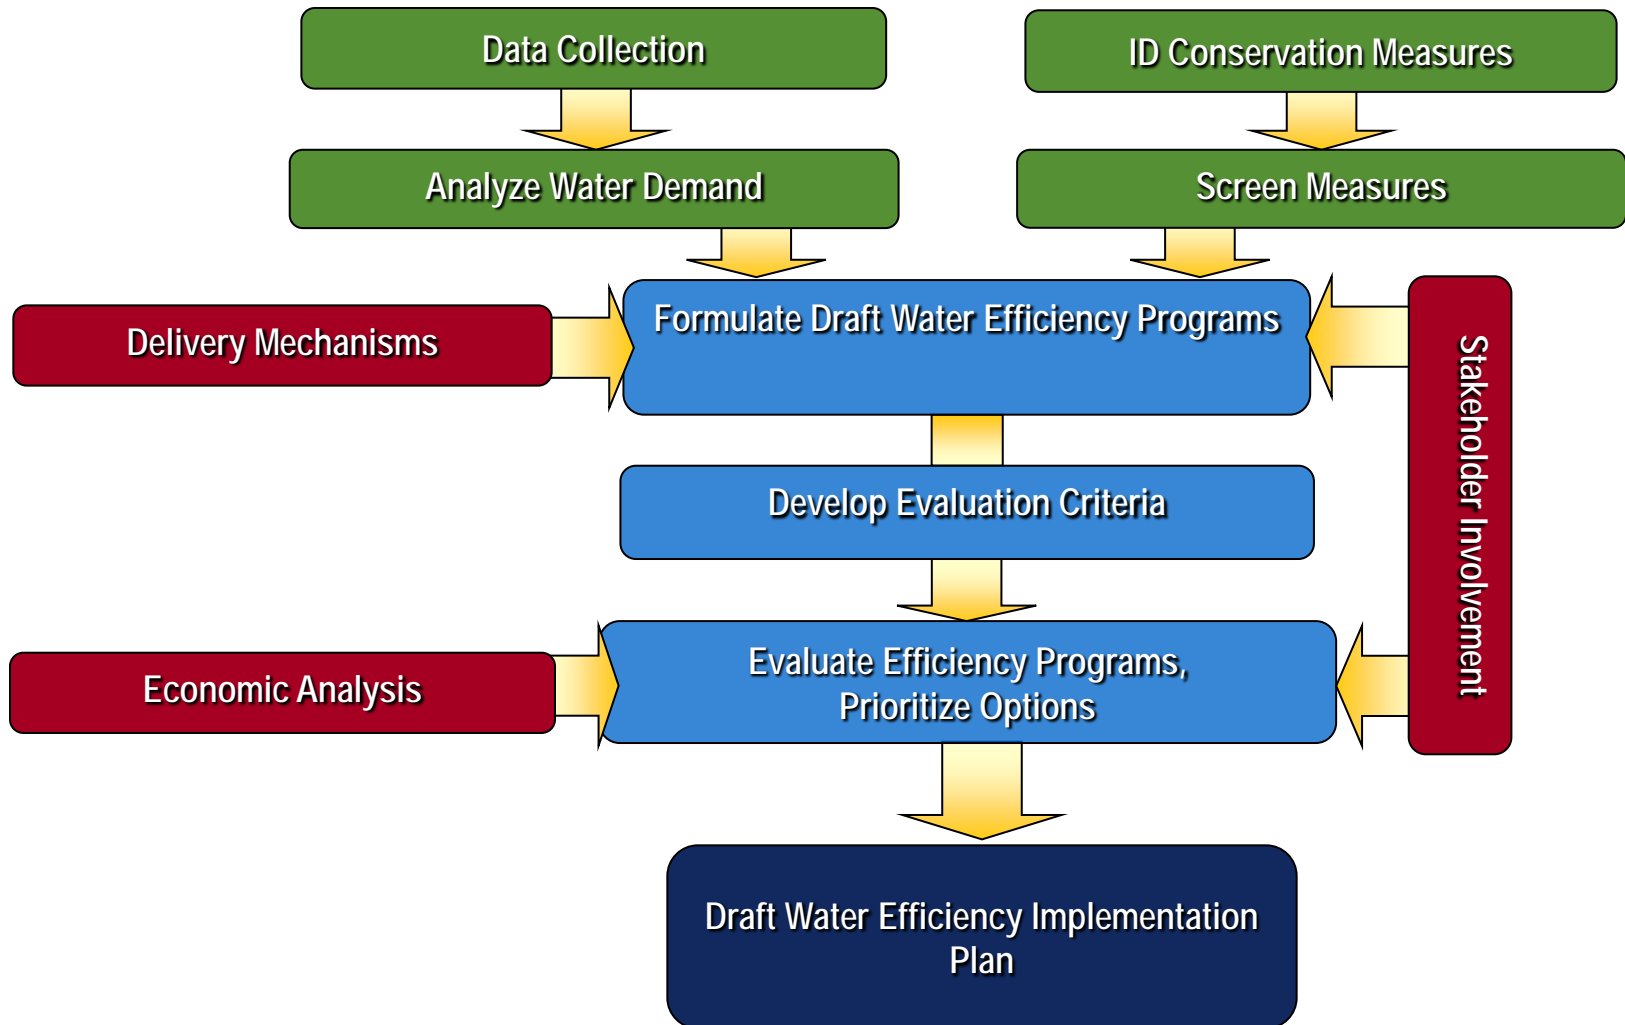 Data Collection
ID Conservation Measures
Analyze Water Demand
Screen Measures
Formulate Draft Water Efficiency Programs
Delivery Mechanisms
Stakeholder Involvement
Develop Evaluation Criteria
Evaluate Efficiency Programs,
Prioritize Options
Economic Analysis
Draft Water Efficiency Implementation
Plan